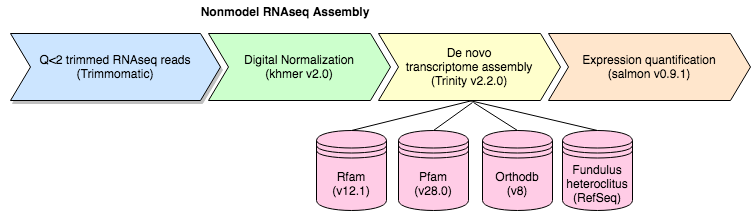 Nonmodel RNAseq Assembly
Q<2 trimmed RNAseq reads
(Trimmomatic)
Digital Normalization
(khmer v2.0)
De novo
transcriptome assembly
(Trinity v2.2.0)
Expression quantification
(salmon v0.9.1)
Rfam
(v12.1)
Pfam
(v28.0)
Orthodb
(v8)
Fundulus
heteroclitus
(RefSeq)